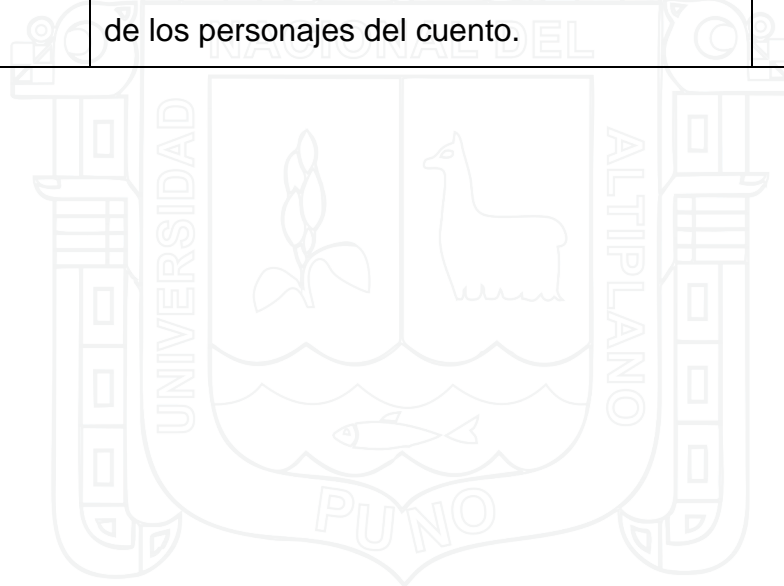 de los personajes del cuento.
NACIONAL DEL
UNIVERSIDAD
ALTIPLANO
PUNO